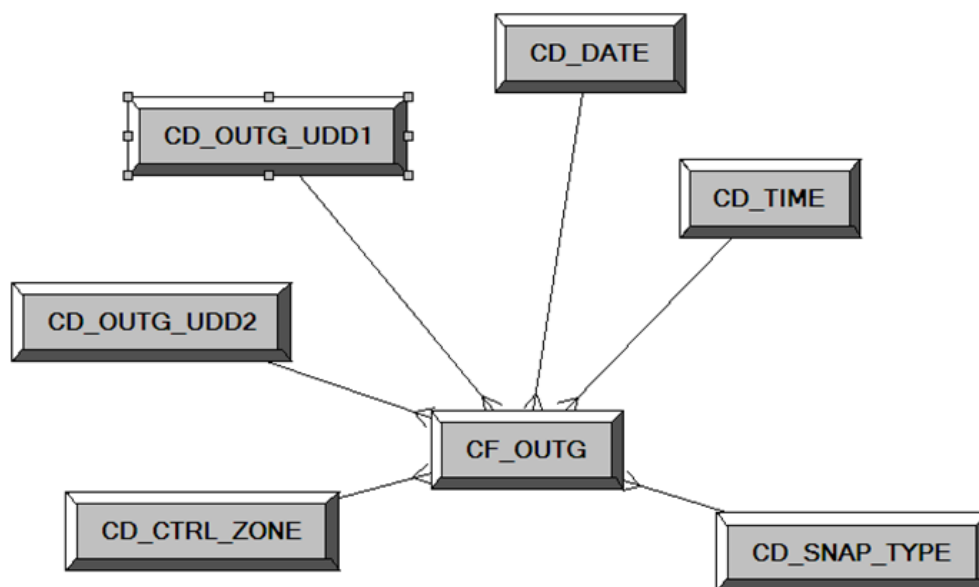 CD_DATE
CD_OUTG_UDD1
CD_TIME
CD_OUTG_UDD2
CF_OUTG
CD_CTRL_ZONE
CD_SNAP_TYPE